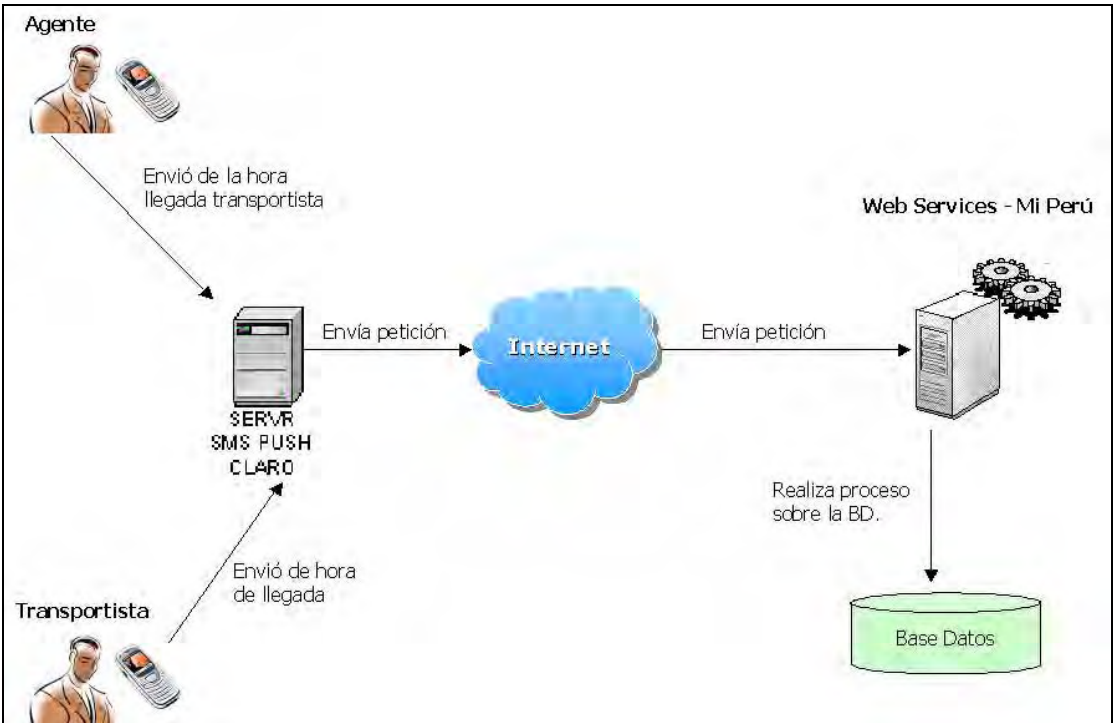 Agente
Envió de la hora
llegada transportista
Web Services - Mi Perú
Envía petición
Internet
Envía petición
SERVR
SMS PUSH
CLARO
Realiza proceso
sobre la BD.
Envió de hora
de llegada
Transportista
Base Datos